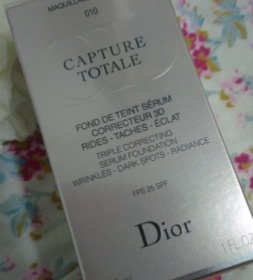 010
CAPTURE
TOTALE
FOND DE TEINT SÉRUM
CORRECTEUR 3D
RIDES - TACHES - ÉCLAT
TRIPLE CORRECTING
SERUM FOUNDATION
WRINKLES - DARK SPOTS - RADIANCE
FPS 25 SPF
Dior
1 FL.OZ